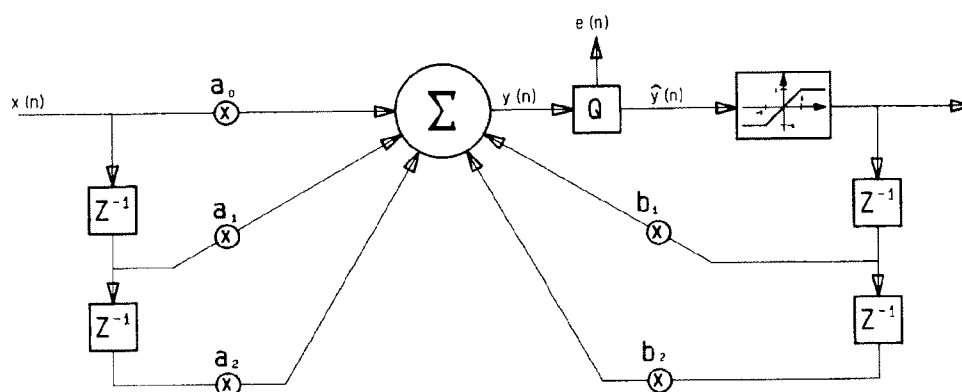 e(n)
x(n)
a₀
Σ
y(n)
Q
ŷ(n)
Z⁻¹
a₁
b₁
Z⁻¹
Z⁻¹
a₂
b₂
Z⁻¹
x
x
x
x
x